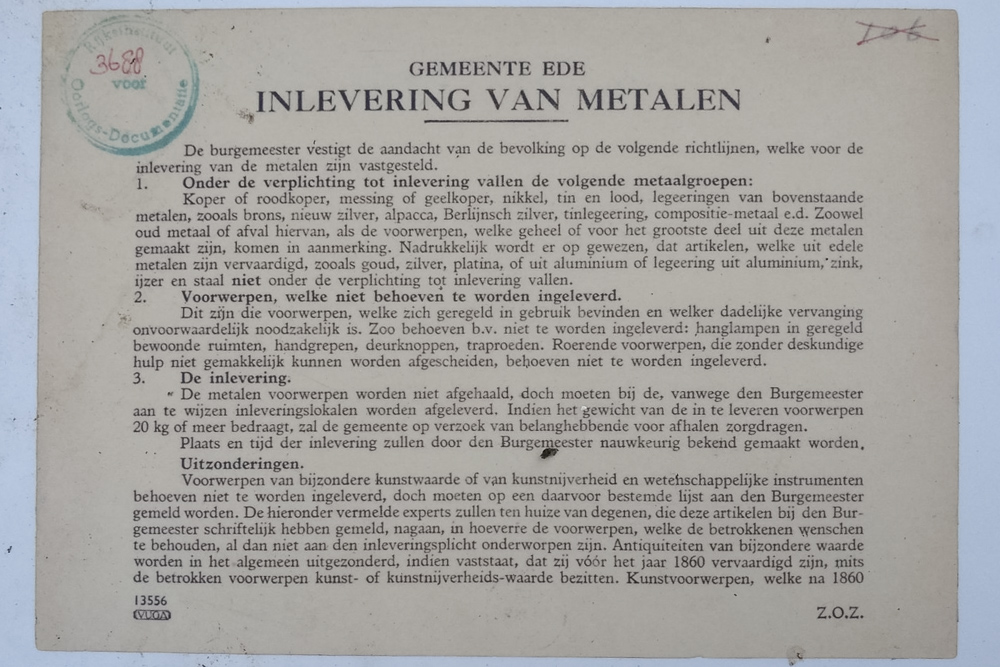 Rijksinstituut
3688
voor
Oorlogs-Documentatie
106
GEMEENTE EDE
INLEVERING VAN METALEN
De burgemeester vestigt de aandacht van de bevolking op de volgende richtlijnen, welke voor de
inlevering van de metalen zijn vastgesteld.
1. Onder de verplichting tot inlevering vallen de volgende metaalgroepen:
Koper of roodkoper, messing of geelkoper, nikkel, tin en lood, legeeringen van bovenstaande
metalen, zooals brons, nieuw zilver, alpacca, Berlijnsch zilver, tinlegeering, compositie-metaal e.d. Zoowel
oud metaal of afval hiervan, als de voorwerpen, welke geheel of voor het grootste deel uit deze metalen
gemaakt zijn, komen in aanmerking. Nadrukkelijk wordt er op gewezen, dat artikelen, welke uit edele
metalen zijn vervaardigd, zooals goud, zilver, platina, of uit aluminium of legeering uit aluminium, zink,
ijzer en staal niet onder de verplichting tot inlevering vallen.
2. Voorwerpen, welke niet behoeven te worden ingeleverd.
Dit zijn die voorwerpen, welke zich geregeld in gebruik bevinden en welker dadelijke vervanging
onvoorwaardelijk noodzakelijk is. Zoo behoeven b.v. niet te worden ingeleverd: hanglampen in geregeld
bewoonde ruimten, handgrepen, deurknoppen, traproeden. Roerende voorwerpen, die zonder deskundige
hulp niet gemakkelijk kunnen worden afgescheiden, behoeven niet te worden ingeleverd.
3. De inlevering.
De metalen voorwerpen worden niet afgehaald, doch moeten bij de, vanwege den Burgemeester
aan te wijzen inleveringslokalen worden afgeleverd. Indien het gewicht van de in te leveren voorwerpen
20 kg of meer bedraagt, zal de gemeente op verzoek van belanghebbende voor afhalen zorgdragen.
Plaats en tijd der inlevering zullen door den Burgemeester nauwkeurig bekend gemaakt worden.
Uitzonderingen.
Voorwerpen van bijzondere kunstwaarde of van kunstnijverheid en wetenschappelijke instrumenten
behoeven niet te worden ingeleverd, doch moeten op een daarvoor bestemde lijst aan den Burgemeester
gemeld worden. De hieronder vermelde experts zullen ten huize van degenen, die deze artikelen bij den Bur-
gemeester schriftelijk hebben gemeld, nagaan, in hoeverre de voorwerpen, welke de betrokkenen wenschen
te behouden, al dan niet aan den inleveringsplicht onderworpen zijn. Antiquiteiten van bijzondere waarde
worden in het algemeen uitgezonderd, indien vaststaat, dat zij vóór het jaar 1860 vervaardigd zijn, mits
de betrokken voorwerpen kunst- of kunstnijverheids-waarde bezitten. Kunstvoorwerpen, welke na 1860
13556
VUGA
Z.O.Z.